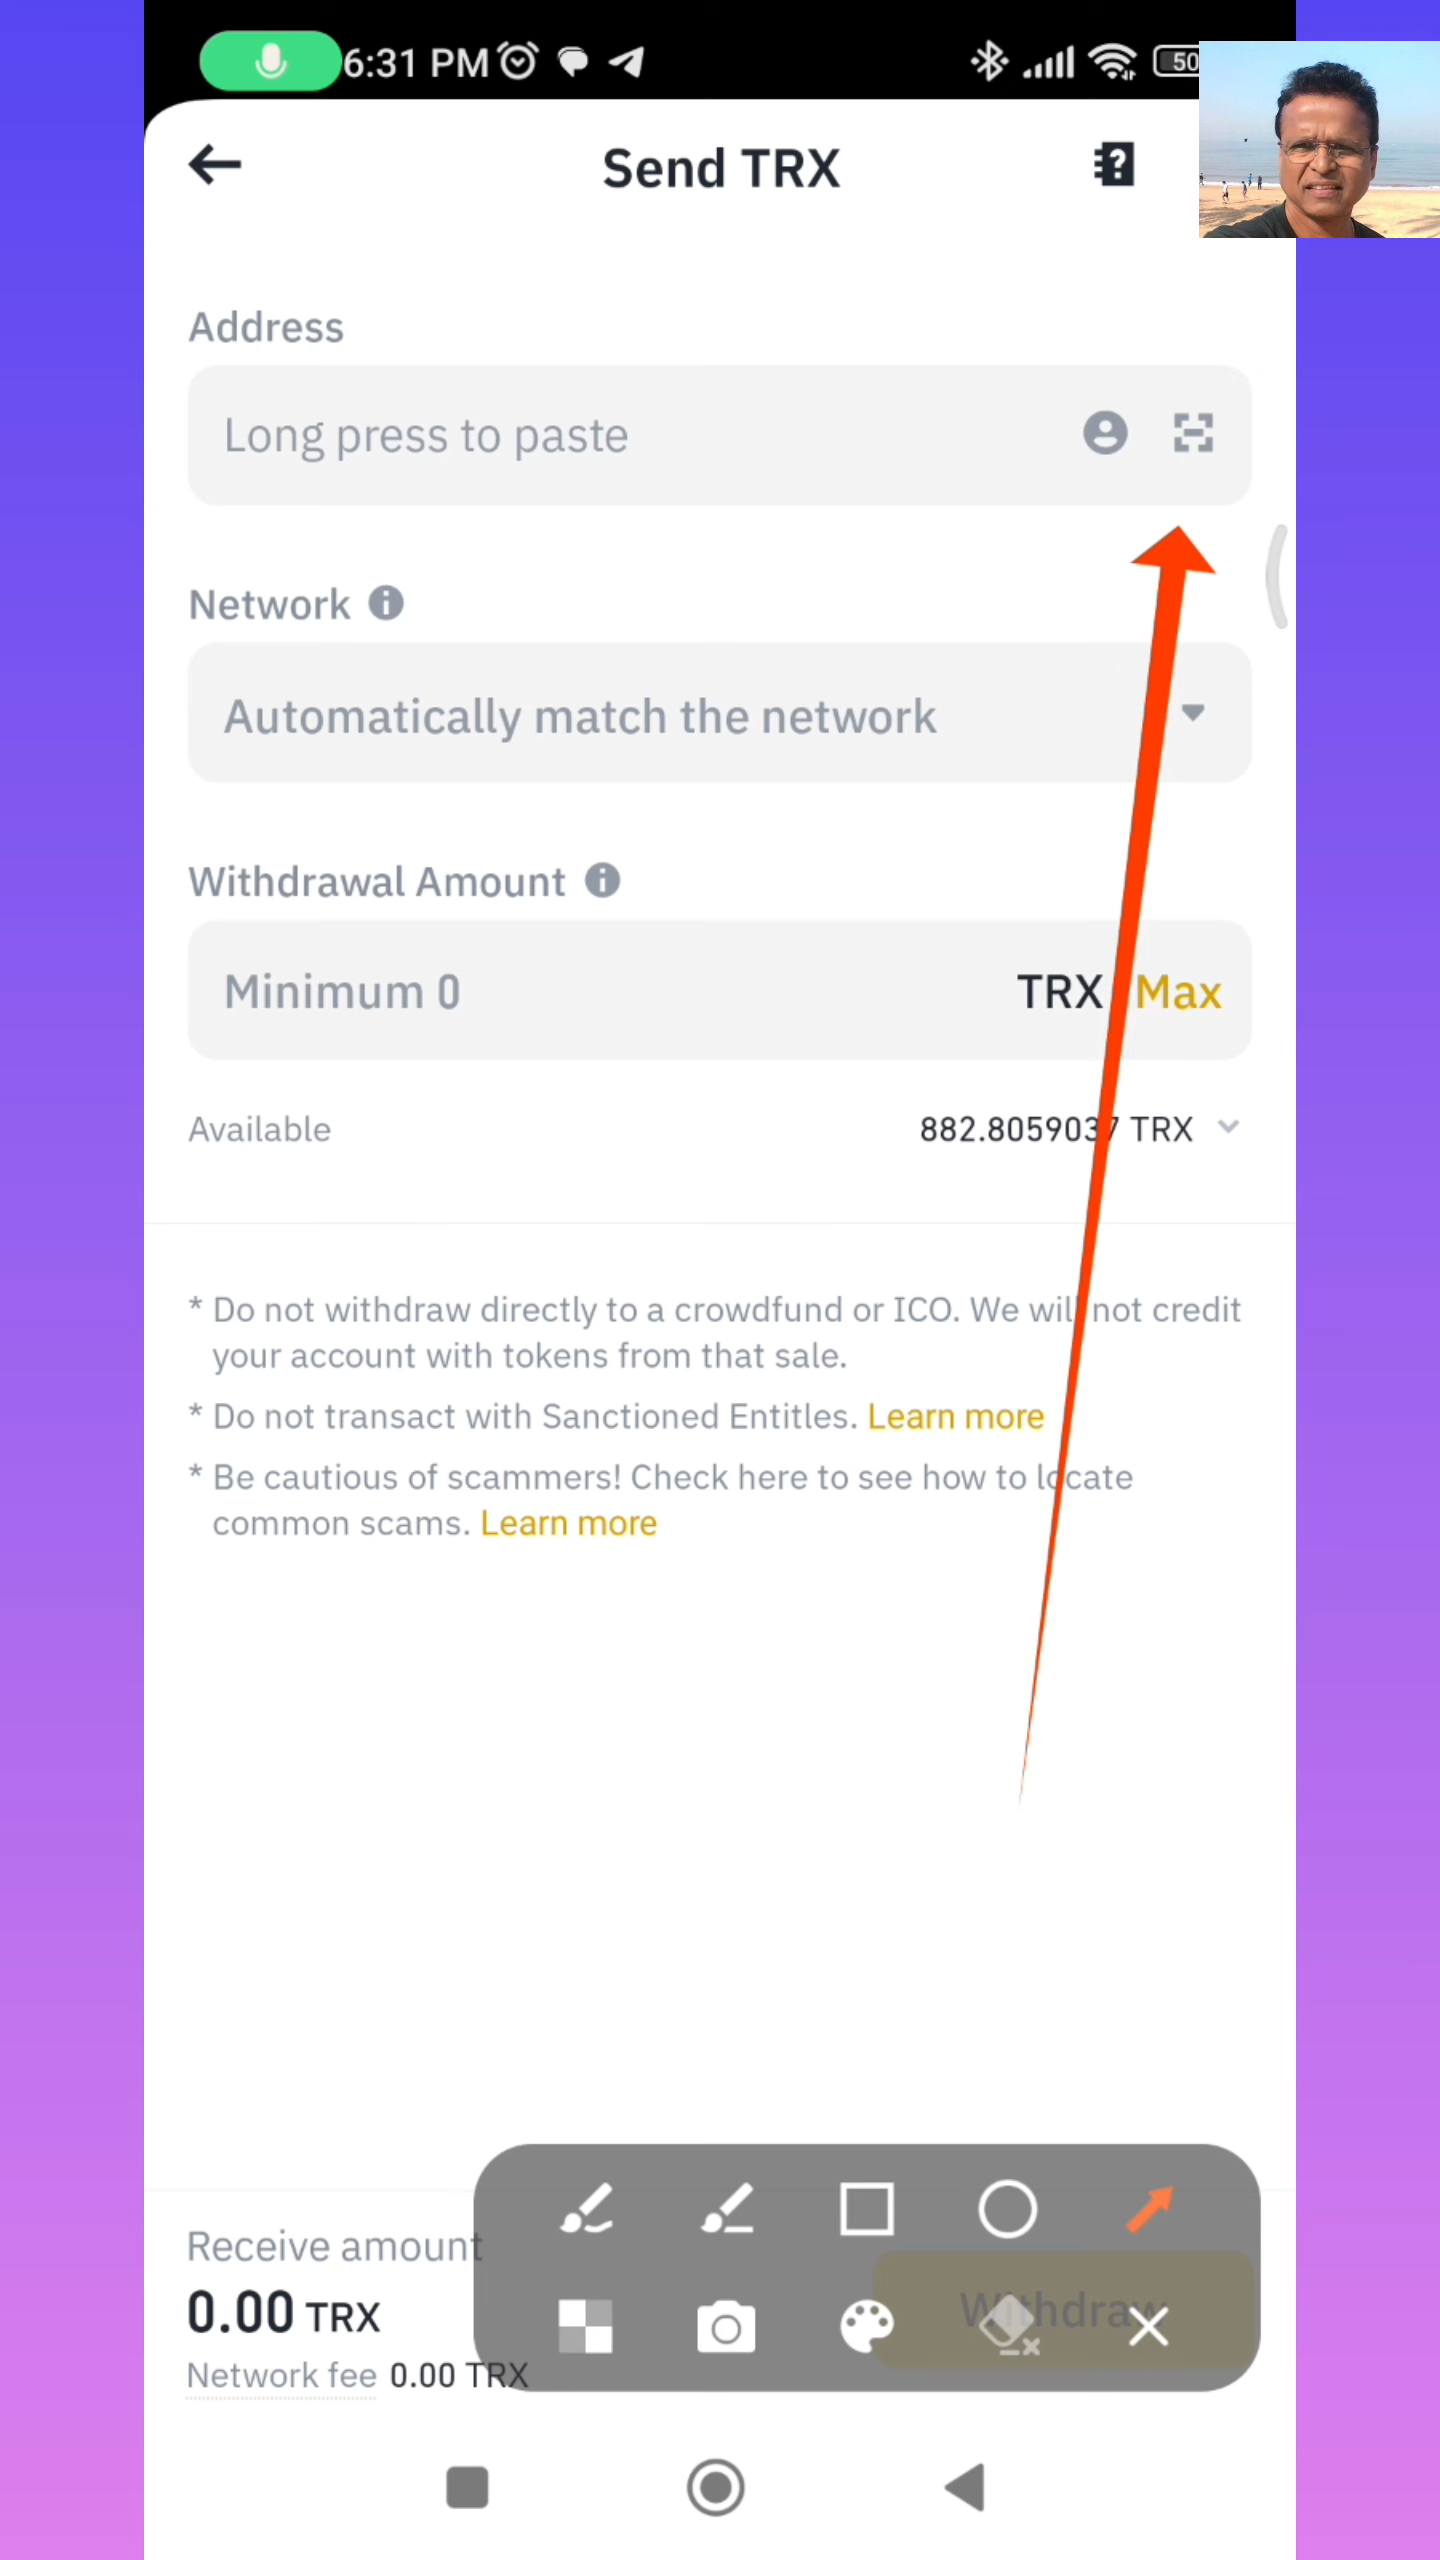 6:31 PM
50
Send TRX
Address
Long press to paste
Network
Automatically match the network
Withdrawal Amount
Minimum 0 TRX Max
Available 882.8059037 TRX
* Do not withdraw directly to a crowdfund or ICO. We will not credit
your account with tokens from that sale.
* Do not transact with Sanctioned Entitles. Learn more
* Be cautious of scammers! Check here to see how to locate
common scams. Learn more
Receive amount
0.00 TRX
Withdraw
Network fee 0.00 TRX